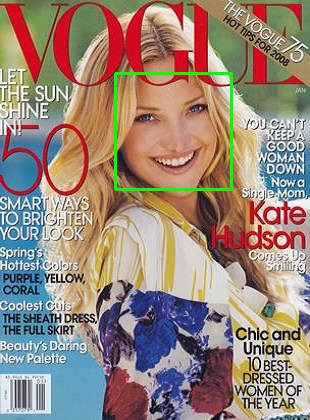 VOGUE
THE VOGUE 75
HOT TIPS FOR 2008
JAN
LET
THE SUN
SHINE
IN!
50
SMART WAYS
TO BRIGHTEN
YOUR LOOK
Spring's
Hottest Colors
PURPLE, YELLOW,
CORAL
Coolest Cuts
THE SHEATH DRESS,
THE FULL SKIRT
Beauty's Daring
New Palette
YOU CAN'T
KEEP A
GOOD
WOMAN
DOWN
Now a
Single Mom,
Kate
Hudson
Comes Up
Smiling
Chic and
Unique
10 BEST-
DRESSED
WOMEN OF
THE YEAR